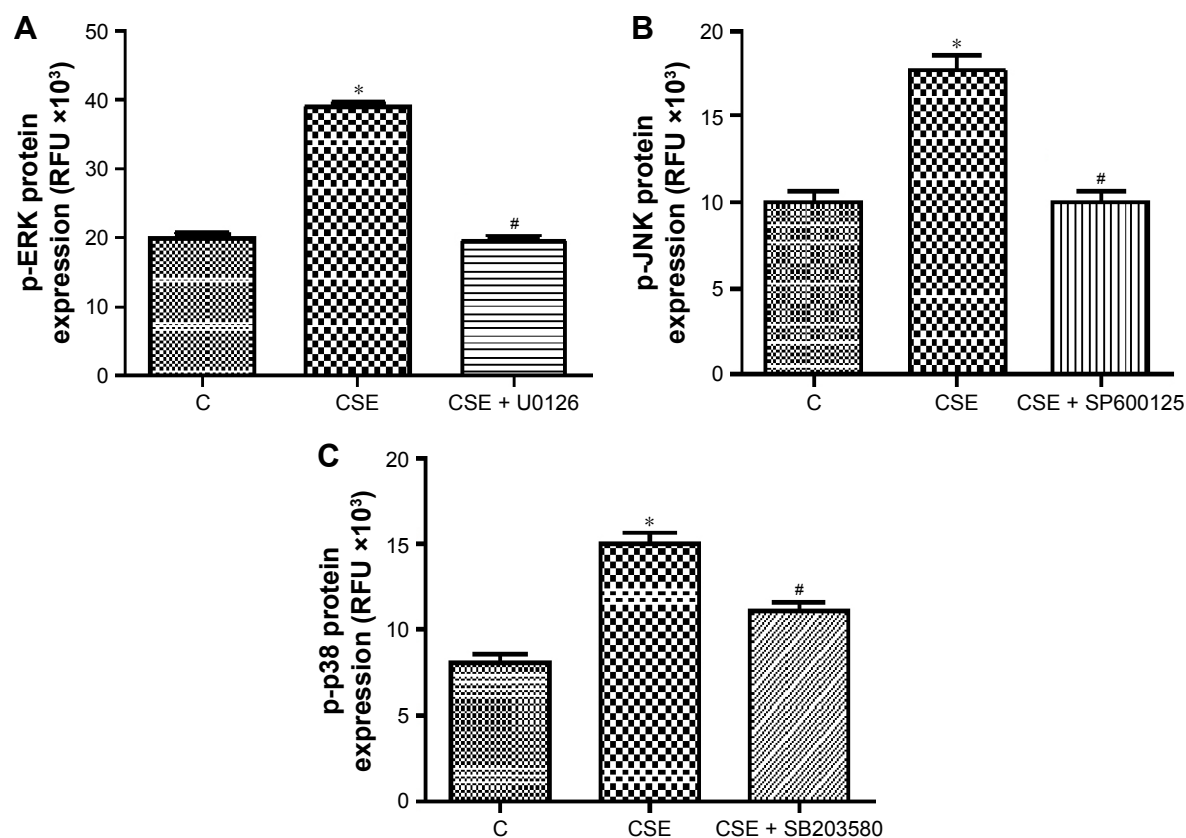 A
p-ERK protein
expression (RFU ×10³)
50
40
30
20
10
0
*
#
C
CSE
CSE + U0126
B
p-JNK protein
expression (RFU ×10³)
20
15
10
5
0
*
#
C
CSE
CSE + SP600125
C
p-p38 protein
expression (RFU ×10³)
20
15
10
5
0
*
#
C
CSE
CSE + SB203580